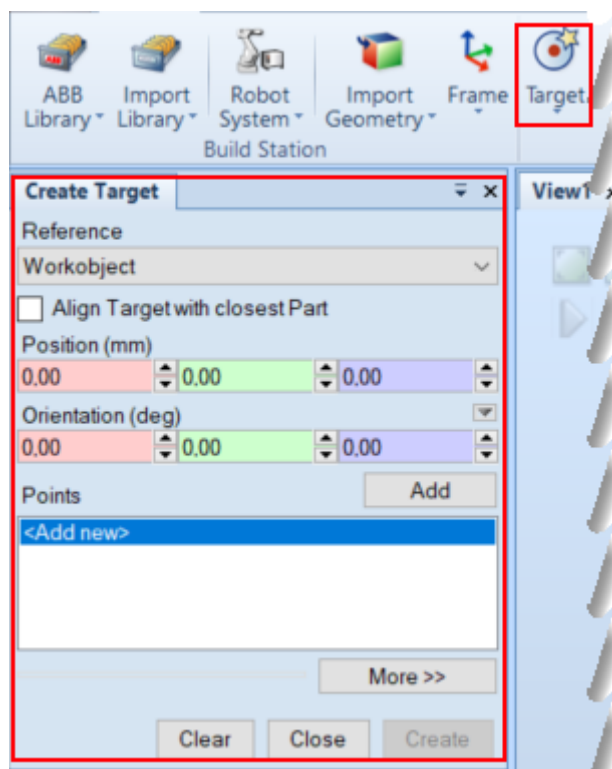 ABB Library
Import Library
Robot System
Import Geometry
Frame
Target
Build Station
Create Target
View1
Reference
Workobject
Align Target with closest Part
Position (mm)
0,00 0,00 0,00
Orientation (deg)
0,00 0,00 0,00
Points
Add
<Add new>
More >>
Clear Close Create